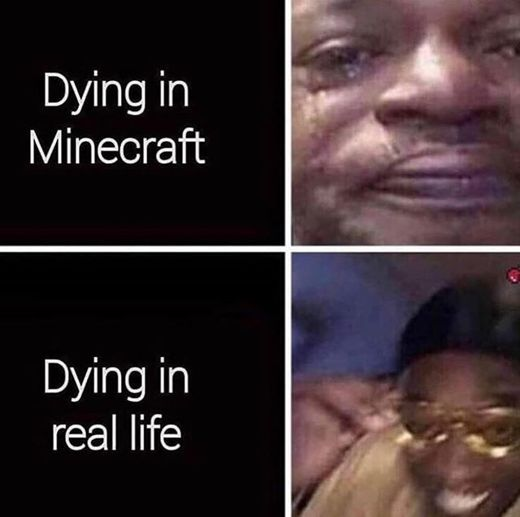 Dying in
Minecraft
Dying in
real life